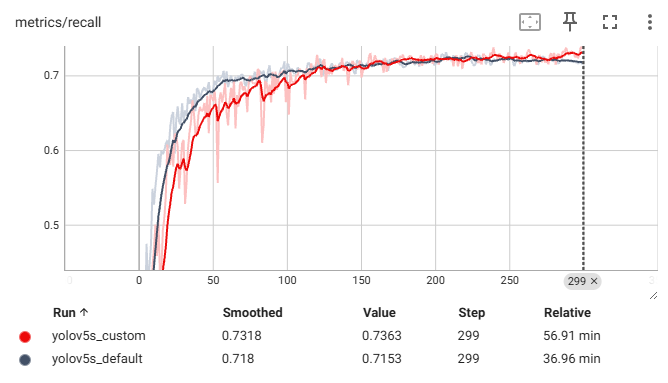 metrics/recall
0.7
0.6
0.5
0 0 50 100 150 200 250 299 × 3
Run ↑ Smoothed Value Step Relative
yolov5s_custom 0.7318 0.7363 299 56.91 min
yolov5s_default 0.718 0.7153 299 36.96 min